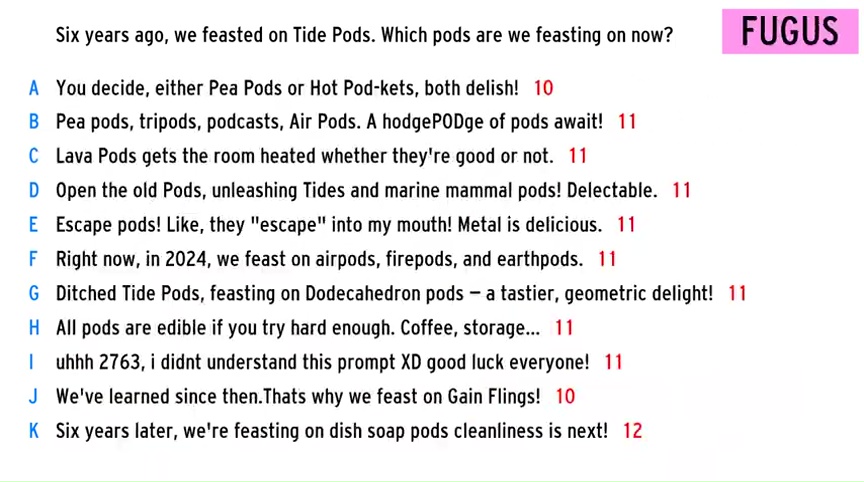 Six years ago, we feasted on Tide Pods. Which pods are we feasting on now?
FUGUS
A You decide, either Pea Pods or Hot Pod-kets, both delish! 10
B Pea pods, tripods, podcasts, Air Pods. A hodgePODge of pods await! 11
C Lava Pods gets the room heated whether they're good or not. 11
D Open the old Pods, unleashing Tides and marine mammal pods! Delectable. 11
E Escape pods! Like, they "escape" into my mouth! Metal is delicious. 11
F Right now, in 2024, we feast on airpods, firepods, and earthpods. 11
G Ditched Tide Pods, feasting on Dodecahedron pods – a tastier, geometric delight! 11
H All pods are edible if you try hard enough. Coffee, storage... 11
I uhhh 2763, i didnt understand this prompt XD good luck everyone! 11
J We've learned since then.Thats why we feast on Gain Flings! 10
K Six years later, we're feasting on dish soap pods cleanliness is next! 12